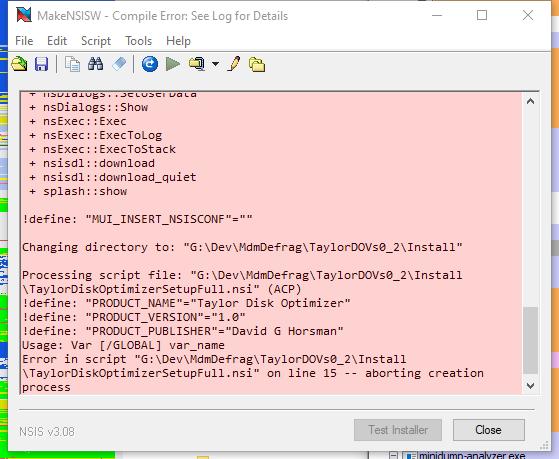 MakeNSISW - Compile Error: See Log for Details
File Edit Script Tools Help
+ nsDialogs::SetUserData
+ nsDialogs::Show
+ nsExec::Exec
+ nsExec::ExecToLog
+ nsExec::ExecToStack
+ nsisdl::download
+ nsisdl::download_quiet
+ splash::show
!define: "MUI_INSERT_NSISCONF"=""
Changing directory to: "G:\Dev\MdmDefrag\TaylorDOVs0_2\Install"
Processing script file: "G:\Dev\MdmDefrag\TaylorDOVs0_2\Install
\TaylorDiskOptimizerSetupFull.nsi" (ACP)
!define: "PRODUCT_NAME"="Taylor Disk Optimizer"
!define: "PRODUCT_VERSION"="1.0"
!define: "PRODUCT_PUBLISHER"="David G Horsman"
Usage: Var [/GLOBAL] var_name
Error in script "G:\Dev\MdmDefrag\TaylorDOVs0_2\Install
\TaylorDiskOptimizerSetupFull.nsi" on line 15 -- aborting creation
process
NSIS v3.08
Test Installer
Close
minidump-analyzer.exe